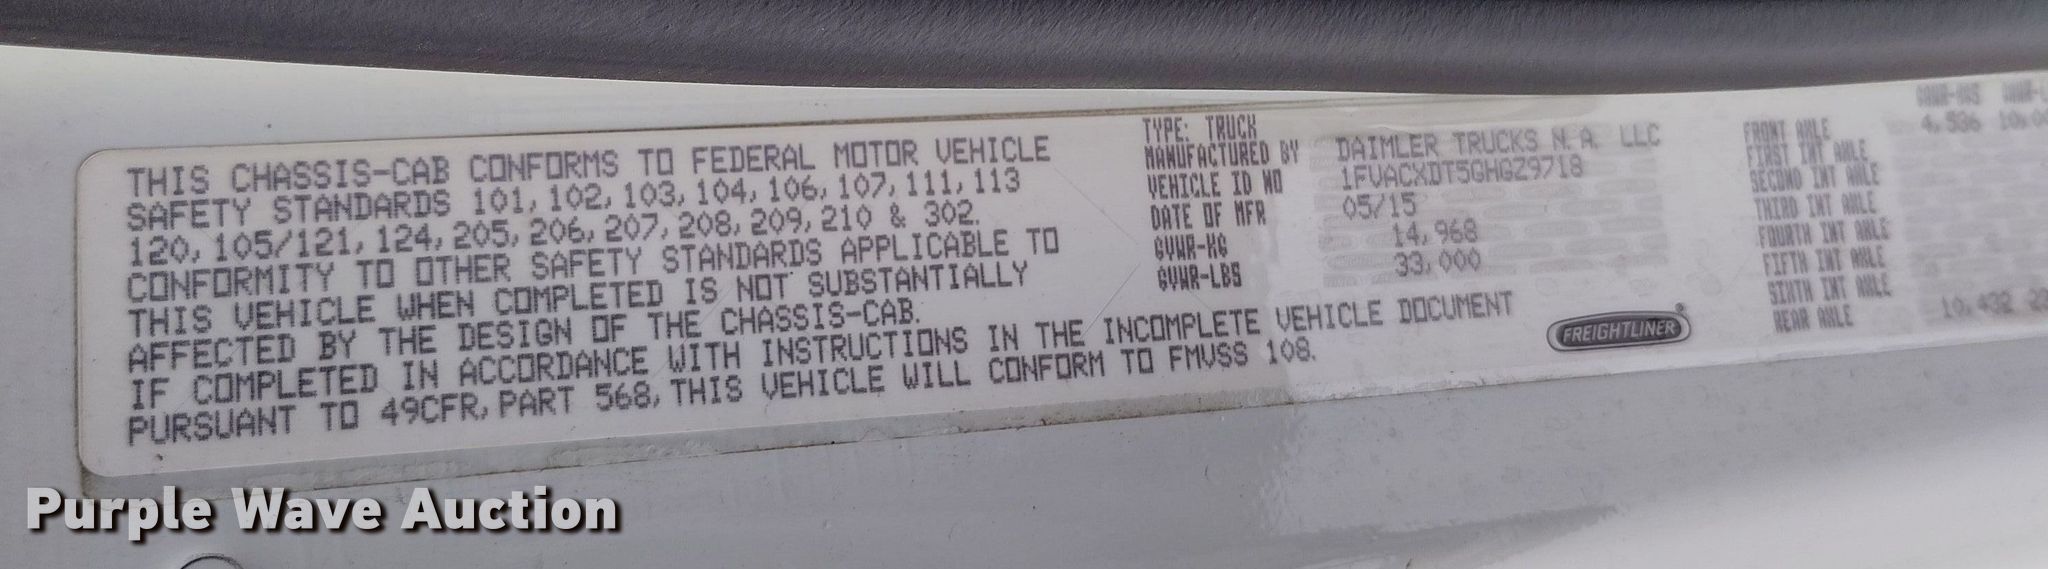 THIS CHASSIS-CAB CONFORMS TO FEDERAL MOTOR VEHICLE
SAFETY STANDARDS 101, 102, 103, 104, 106, 107, 111, 113
120, 105/121, 124, 205, 206, 207, 208, 209, 210 & 302.
CONFORMITY TO OTHER SAFETY STANDARDS APPLICABLE TO
THIS VEHICLE WHEN COMPLETED IS NOT SUBSTANTIALLY
AFFECTED BY THE DESIGN OF THE CHASSIS-CAB.
IF COMPLETED IN ACCORDANCE WITH INSTRUCTIONS IN THE INCOMPLETE VEHICLE DOCUMENT
PURSUANT TO 49CFR, PART 568, THIS VEHICLE WILL CONFORM TO FMVSS 108.
TYPE: TRUCK
MANUFACTURED BY DAIMLER TRUCKS N.A. LLC
VEHICLE ID NO 1FVACXDT5GHGZ9718
DATE OF MFR 05/15
GVWR-KG 14,968
GVWR-LBS 33,000
FREIGHTLINER®
GAWR-KGS
FRONT AXLE 4,536
FIRST INT AXLE
SECOND INT AXLE
THIRD INT AXLE
FOURTH INT AXLE
FIFTH INT AXLE
SIXTH INT AXLE
REAR AXLE 10,432
Purple Wave Auction